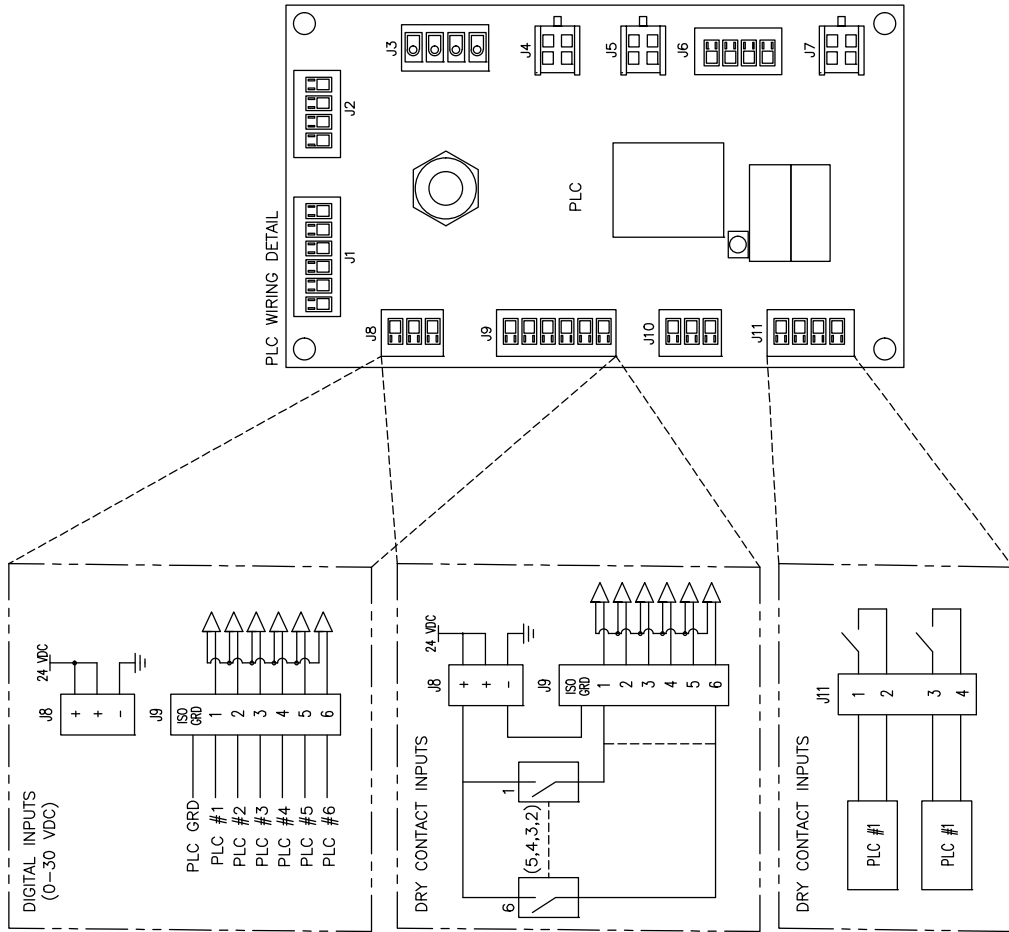 PLC WIRING DETAIL
J1
J2
J3
J4
J5
J6
J7
J8
J9
J10
J11
PLC
DIGITAL INPUTS
(0-30 VDC)
24 VDC
J8
+
+
-
J9
ISO
GRD
1
2
3
4
5
6
PLC GRD
PLC #1
PLC #2
PLC #3
PLC #4
PLC #5
PLC #6
DRY CONTACT INPUTS
24 VDC
J8
+
+
-
J9
ISO
GRD
1
2
3
4
5
6
1
(5,4,3,2)
6
DRY CONTACT INPUTS
J11
1
2
3
4
PLC #1
PLC #1